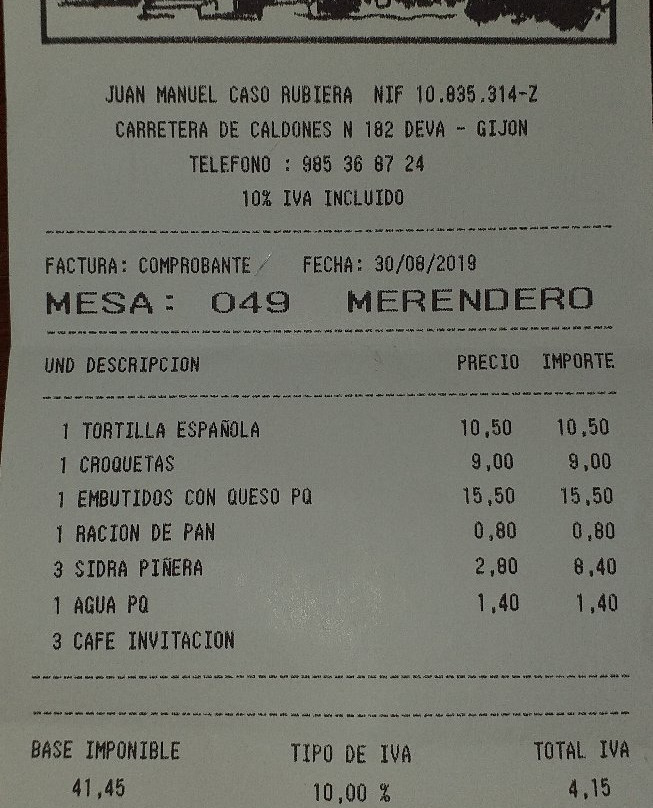 JUAN MANUEL CASO RUBIERA NIF 10.835.314-Z
CARRETERA DE CALDONES N 182 DEVA - GIJON
TELEFONO : 985 36 87 24
10% IVA INCLUIDO
FACTURA: COMPROBANTE / FECHA: 30/08/2019
MESA: 049 MERENDERO
UND DESCRIPCION PRECIO IMPORTE
1 TORTILLA ESPAÑOLA 10,50 10,50
1 CROQUETAS 9,00 9,00
1 EMBUTIDOS CON QUESO PQ 15,50 15,50
1 RACION DE PAN 0,80 0,80
3 SIDRA PIÑERA 2,80 8,40
1 AGUA PQ 1,40 1,40
3 CAFE INVITACION
BASE IMPONIBLE TIPO DE IVA TOTAL IVA
41,45 10,00 % 4,15